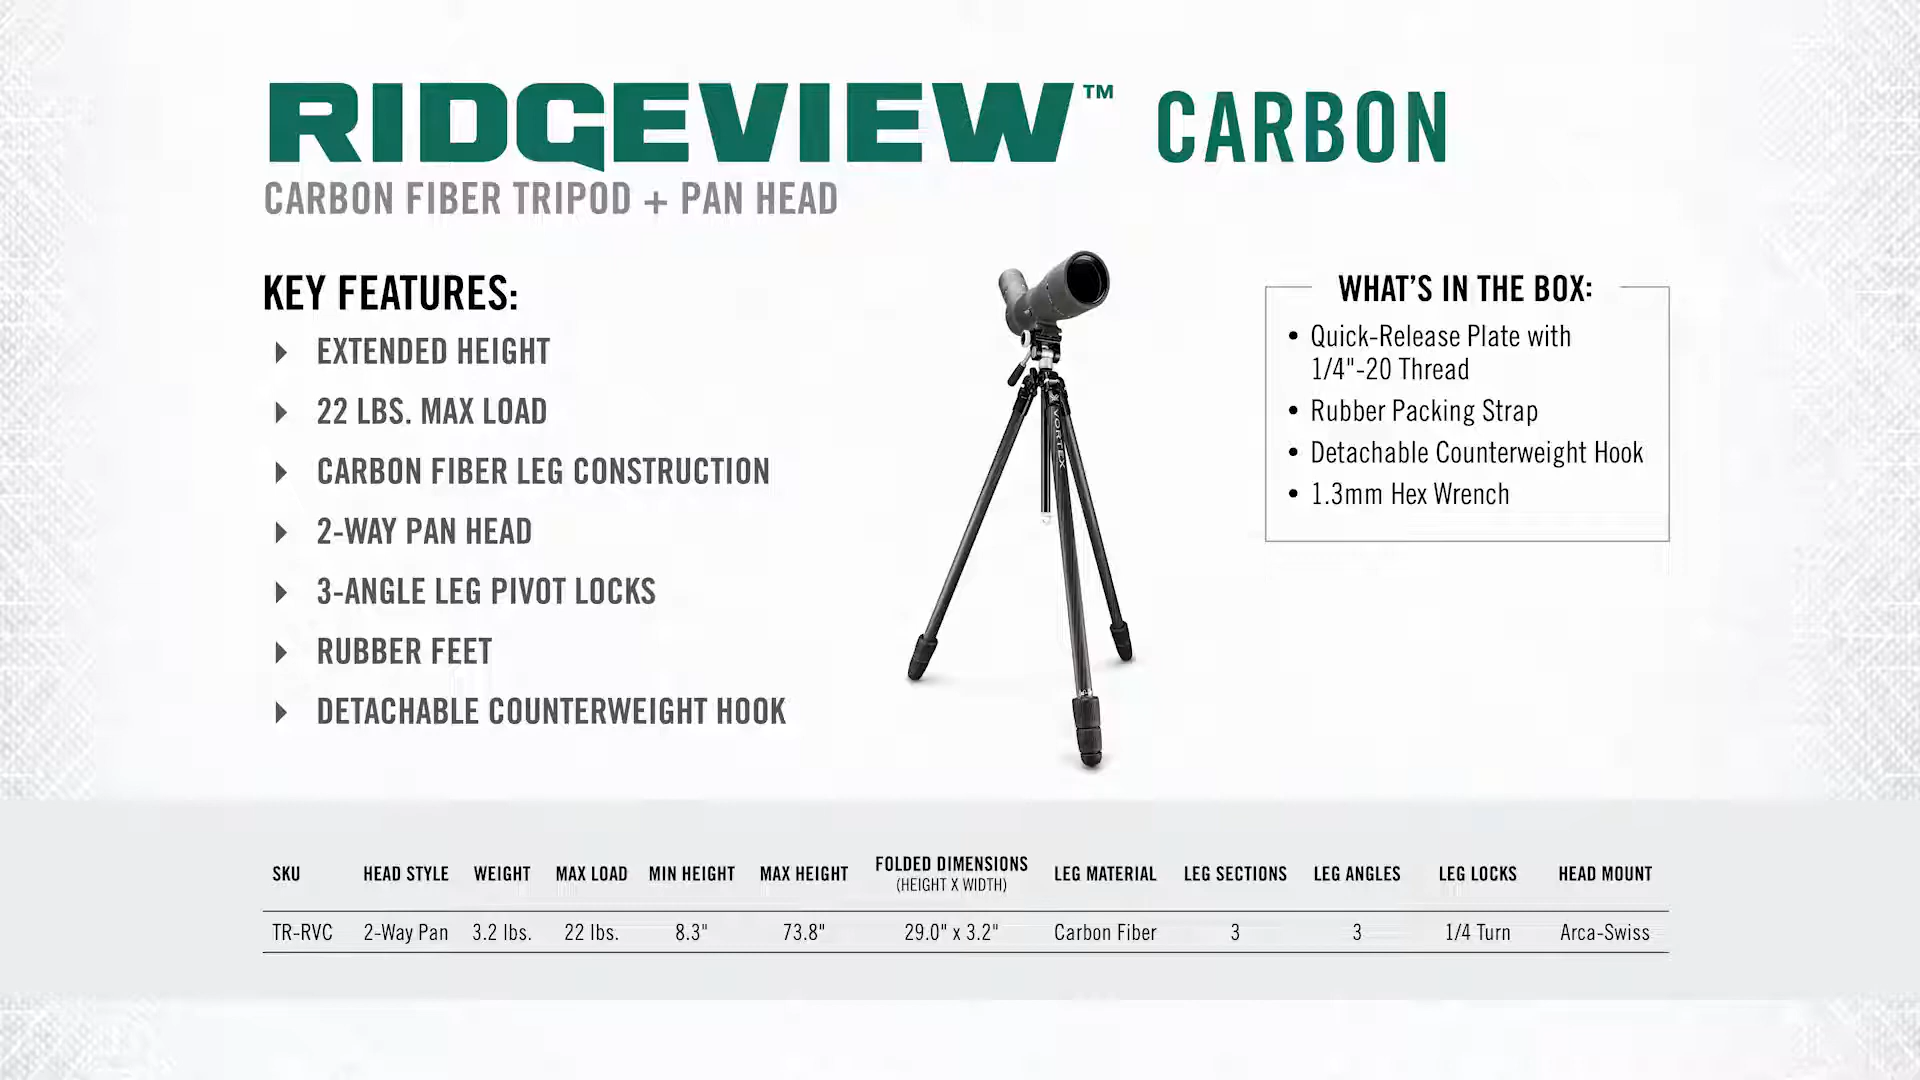 RIDGEVIEW™ CARBON
CARBON FIBER TRIPOD + PAN HEAD
KEY FEATURES:
EXTENDED HEIGHT
22 LBS. MAX LOAD
CARBON FIBER LEG CONSTRUCTION
2-WAY PAN HEAD
3-ANGLE LEG PIVOT LOCKS
RUBBER FEET
DETACHABLE COUNTERWEIGHT HOOK
VORTEX
WHAT'S IN THE BOX:
• Quick-Release Plate with
1/4"-20 Thread
• Rubber Packing Strap
• Detachable Counterweight Hook
• 1.3mm Hex Wrench
SKU HEAD STYLE WEIGHT MAX LOAD MIN HEIGHT MAX HEIGHT FOLDED DIMENSIONS (HEIGHT X WIDTH) LEG MATERIAL LEG SECTIONS LEG ANGLES LEG LOCKS HEAD MOUNT
TR-RVC 2-Way Pan 3.2 lbs. 22 lbs. 8.3" 73.8" 29.0" x 3.2" Carbon Fiber 3 3 1/4 Turn Arca-Swiss